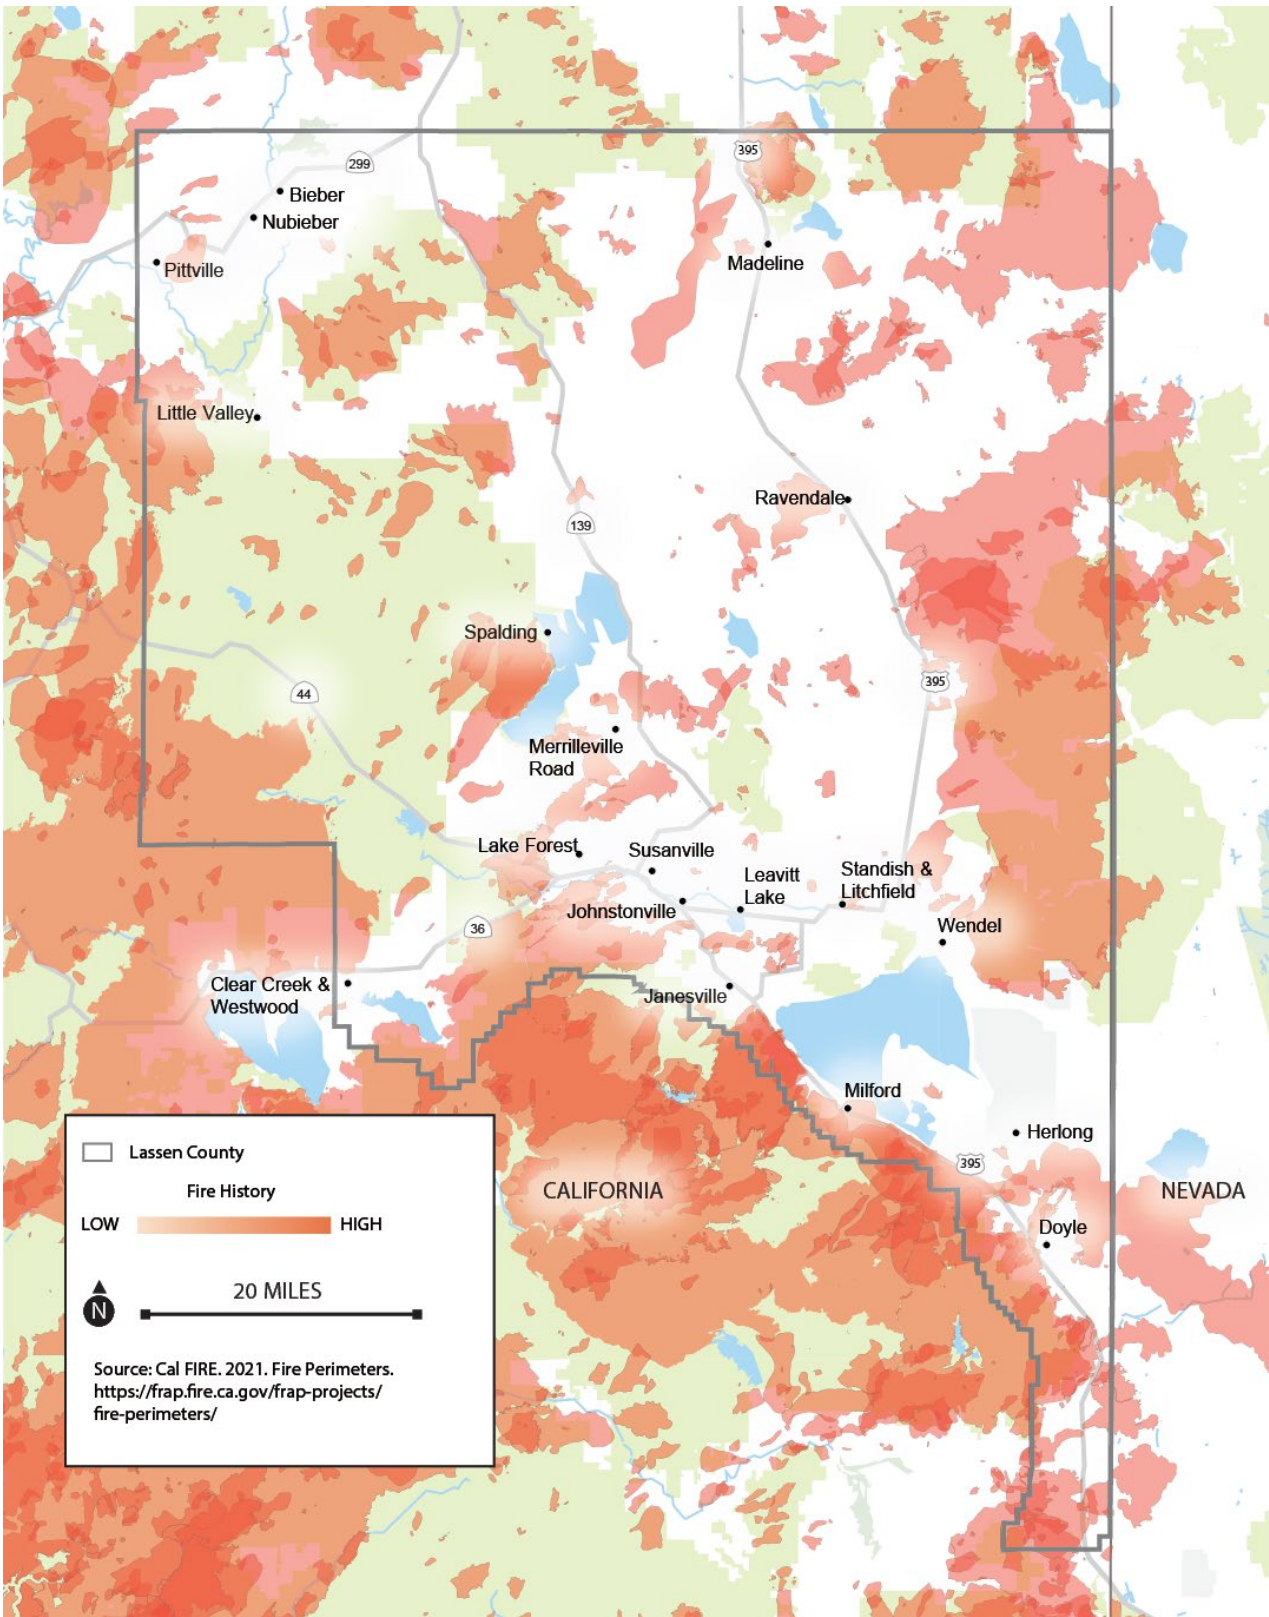 299
395
Bieber
Nubieber
Pittville
Madeline
Little Valley
Ravendale
139
Spalding
44
395
Merrilleville
Road
Lake Forest
Susanville
Leavitt
Lake
Standish &
Litchfield
Johnstonville
36
Wendel
Clear Creek &
Westwood
Janesville
Milford
Herlong
395
CALIFORNIA
NEVADA
Doyle
Lassen County
Fire History
LOW
HIGH
20 MILES
N
Source: Cal FIRE. 2021. Fire Perimeters.
https://frap.fire.ca.gov/frap-projects/
fire-perimeters/